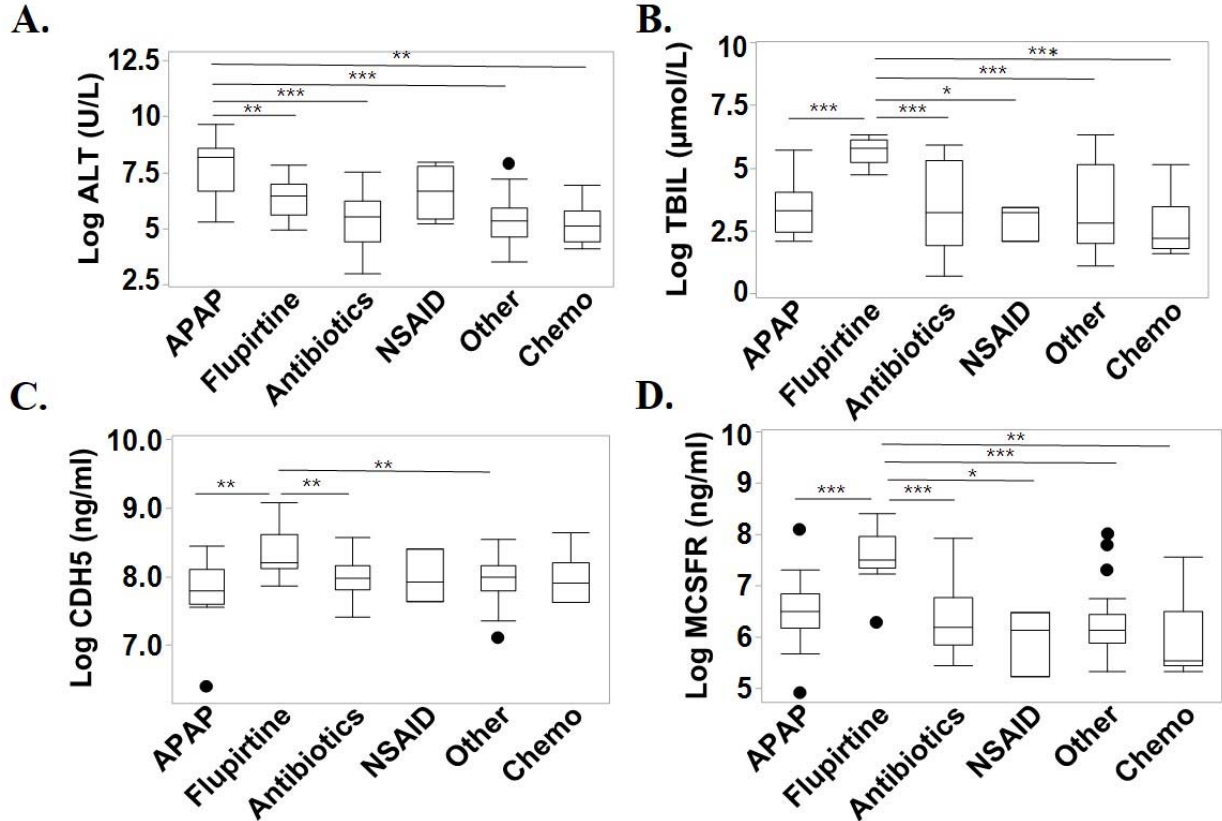 A.
Log ALT (U/L)
12.5
10
7.5
5
2.5
**
***
***
**
APAP
Flupirtine
Antibiotics
NSAID
Other
Chemo
B.
Log TBIL (µmol/L)
10
7.5
5
2.5
0
***
***
*
***
***
APAP
Flupirtine
Antibiotics
NSAID
Other
Chemo
C.
Log CDH5 (ng/ml)
10.0
9.0
8.0
7.0
**
**
**
APAP
Flupirtine
Antibiotics
NSAID
Other
Chemo
D.
Log MCSFR (ng/ml)
10
9
8
7
6
5
**
***
*
***
***
APAP
Flupirtine
Antibiotics
NSAID
Other
Chemo